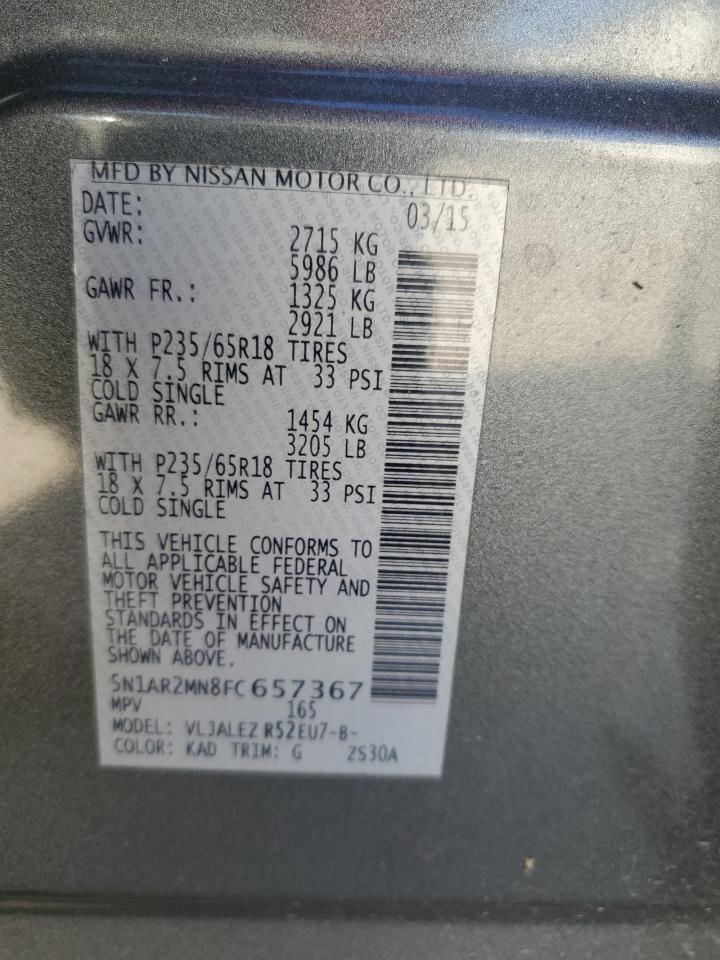 MFD BY NISSAN MOTOR CO., LTD.
DATE: 03/15
GVWR: 2715 KG
5986 LB
GAWR FR.: 1325 KG
2921 LB
WITH P235/65R18 TIRES
18 X 7.5 RIMS AT 33 PSI
COLD SINGLE
GAWR RR.: 1454 KG
3205 LB
WITH P235/65R18 TIRES
18 X 7.5 RIMS AT 33 PSI
COLD SINGLE
THIS VEHICLE CONFORMS TO
ALL APPLICABLE FEDERAL
MOTOR VEHICLE SAFETY AND
THEFT PREVENTION
STANDARDS IN EFFECT ON
THE DATE OF MANUFACTURE
SHOWN ABOVE.
5N1AR2MN8FC657367
MPV 165
MODEL: VLJALEZ R52EU7-B-
COLOR: KAD TRIM: G ZS30A